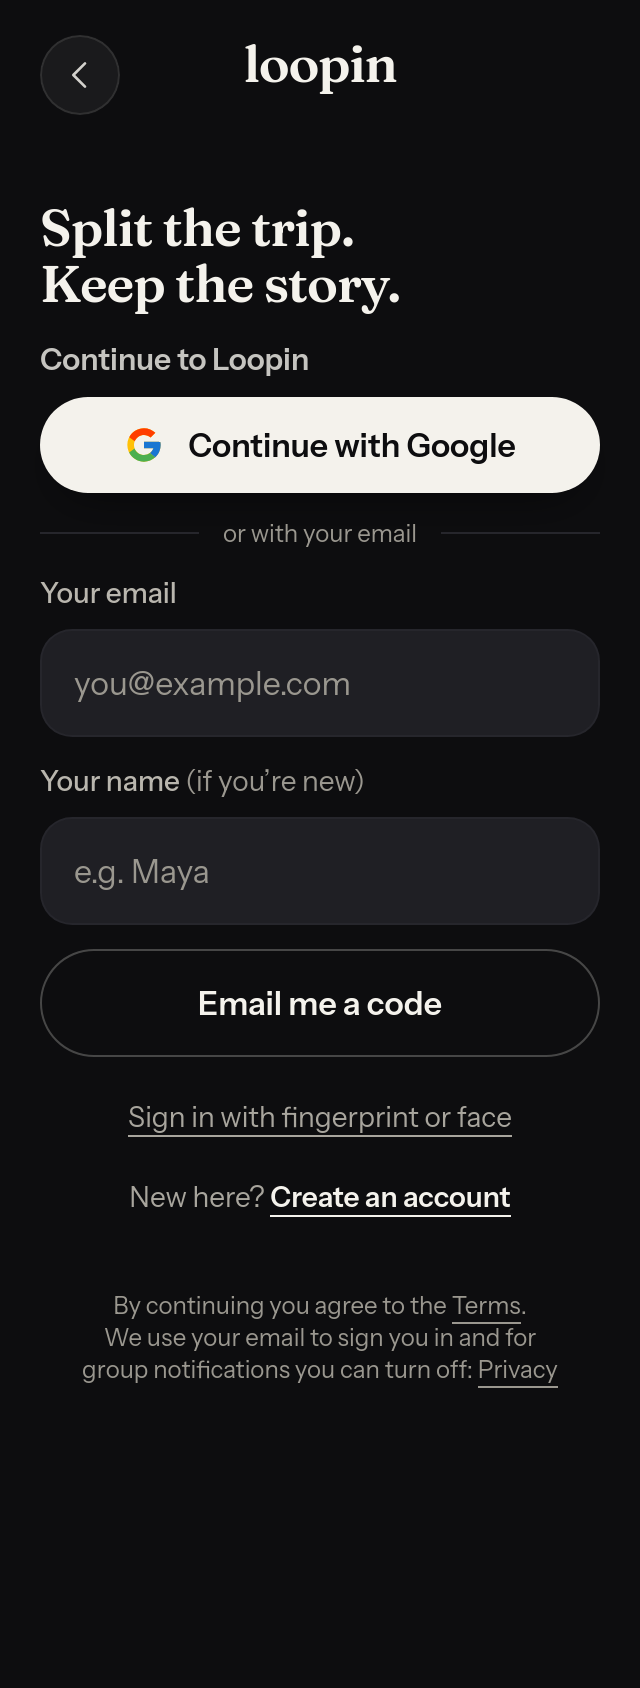 loopin
Split the trip.
Keep the story.
Continue to Loopin
Continue with Google
or with your email
Your email
you@example.com
Your name (if you’re new)
e.g. Maya
Email me a code
Sign in with fingerprint or face
New here? Create an account
By continuing you agree to the Terms.
We use your email to sign you in and for
group notifications you can turn off: Privacy